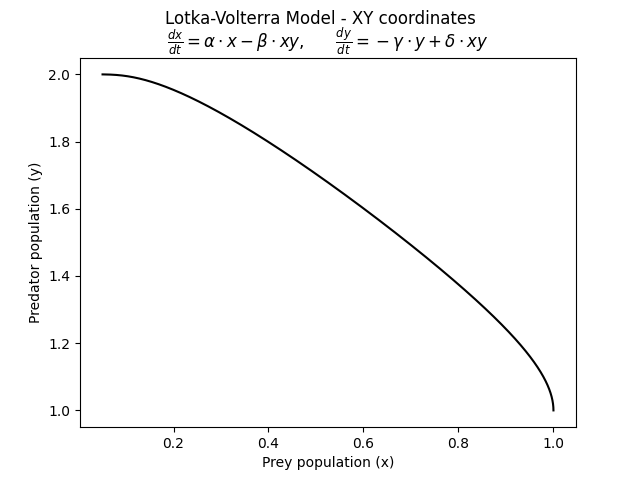 Lotka-Volterra Model - XY coordinates
dx/dt = α · x − β · xy, dy/dt = −γ · y + δ · xy
Predator population (y)
2.0
1.8
1.6
1.4
1.2
1.0
0.2 0.4 0.6 0.8 1.0
Prey population (x)